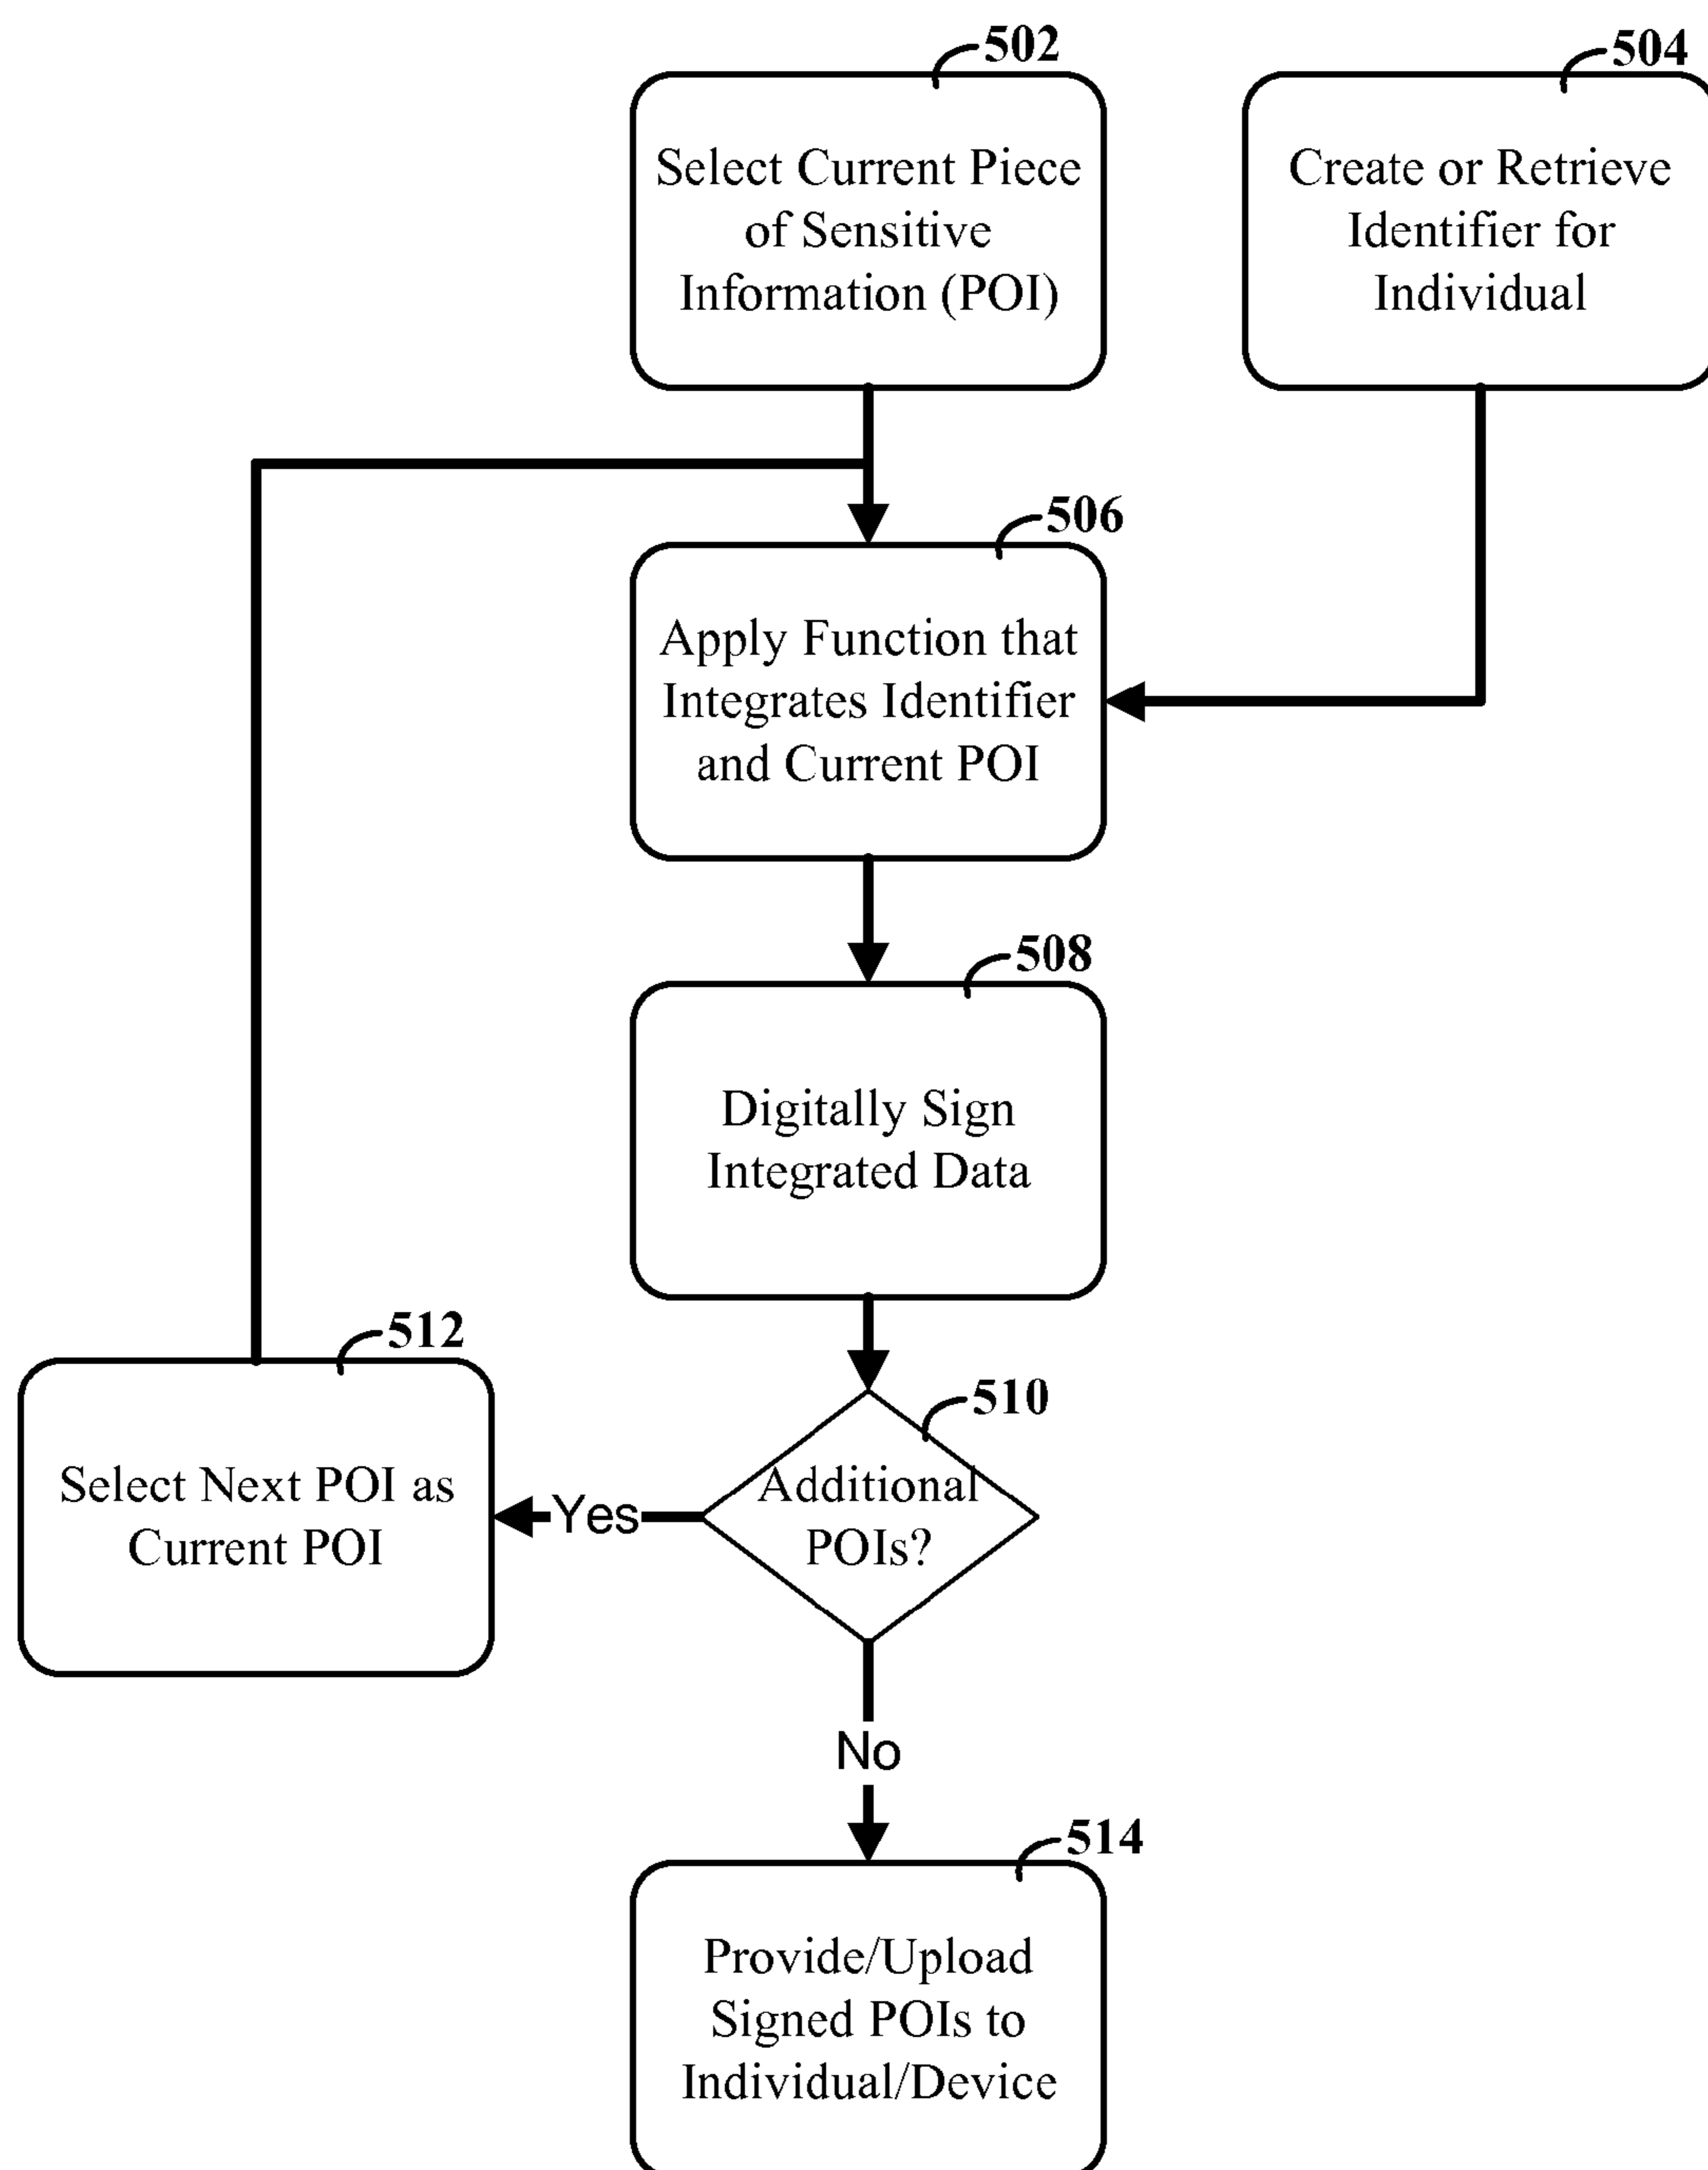 502
Select Current Piece
of Sensitive
Information (POI)
504
Create or Retrieve
Identifier for
Individual
506
Apply Function that
Integrates Identifier
and Current POI
508
Digitally Sign
Integrated Data
510
Additional
POIs?
Yes
512
Select Next POI as
Current POI
No
514
Provide/Upload
Signed POIs to
Individual/Device